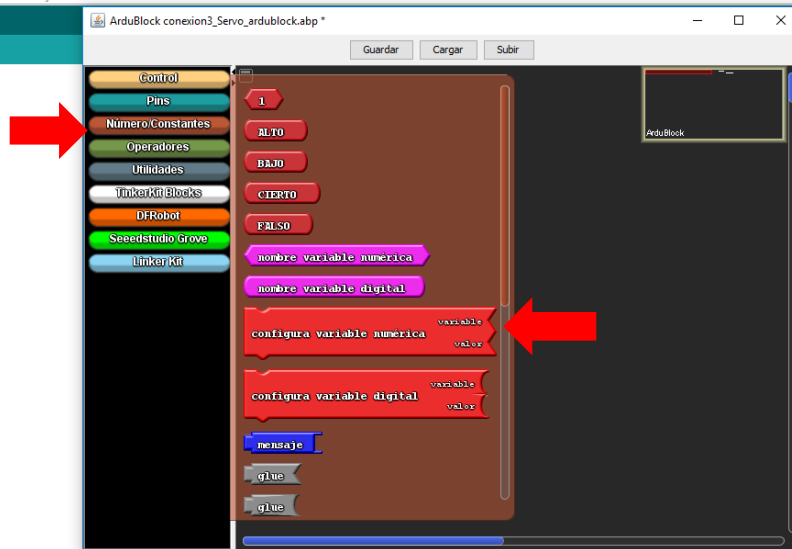 ArduBlock conexion3_Servo_ardublock.abp *
Guardar Cargar Subir
Control
Pins
Número/Constantes
Operadores
Utilidades
TinkerKit Blocks
DFRobot
Seeedstudio Grove
Linker Kit
1
ALTO
BAJO
CIERTO
FALSO
nombre variable numérica
nombre variable digital
configura variable numérica
variable
valor
configura variable digital
variable
valor
mensaje
glue
glue
ArduBlock